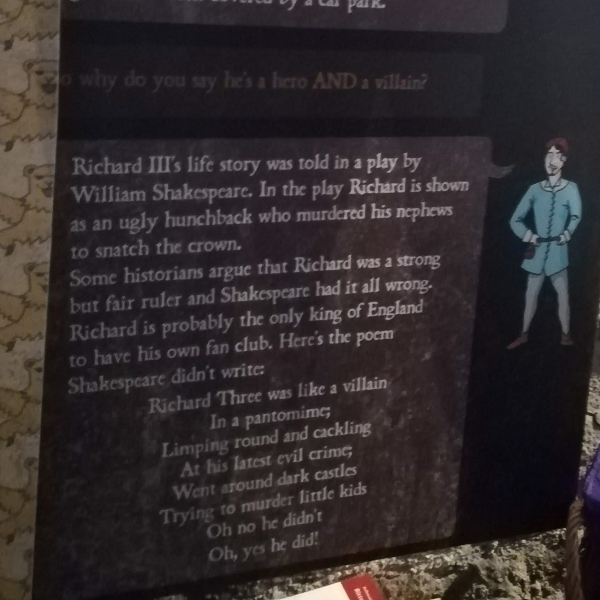 covered by a car park.
o why do you say he's a hero AND a villain?
Richard III's life story was told in a play by
William Shakespeare. In the play Richard is shown
as an ugly hunchback who murdered his nephews
to snatch the crown.
Some historians argue that Richard was a strong
but fair ruler and Shakespeare had it all wrong.
Richard is probably the only king of England
to have his own fan club. Here's the poem
Shakespeare didn't write:
Richard Three was like a villain
In a pantomime;
Limping round and cackling
At his latest evil crime;
Went around dark castles
Trying to murder little kids
Oh no he didn't
Oh, yes he did!